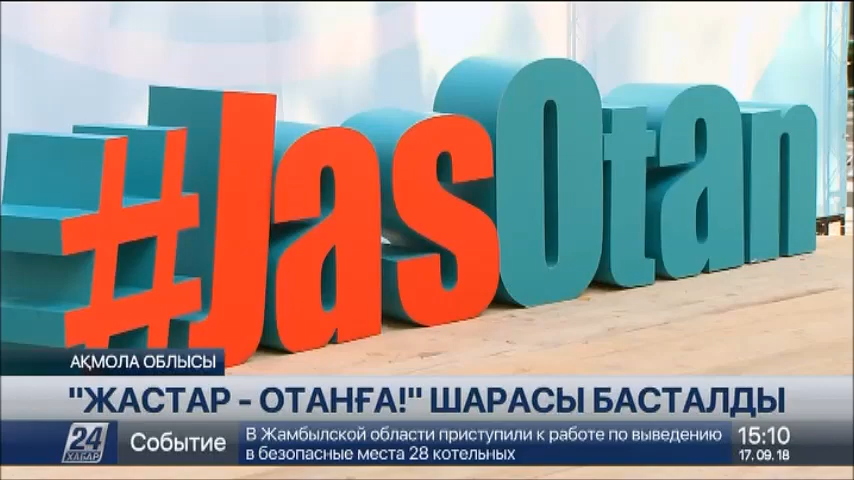 #JasOtan
АҚМОЛА ОБЛЫСЫ
"ЖАСТАР - ОТАНҒА!" ШАРАСЫ БАСТАЛДЫ
24
ХАБАР
Событие
В Жамбылской области приступили к работе по выведению
в безопасные места 28 котельных
15:10
17.09.18